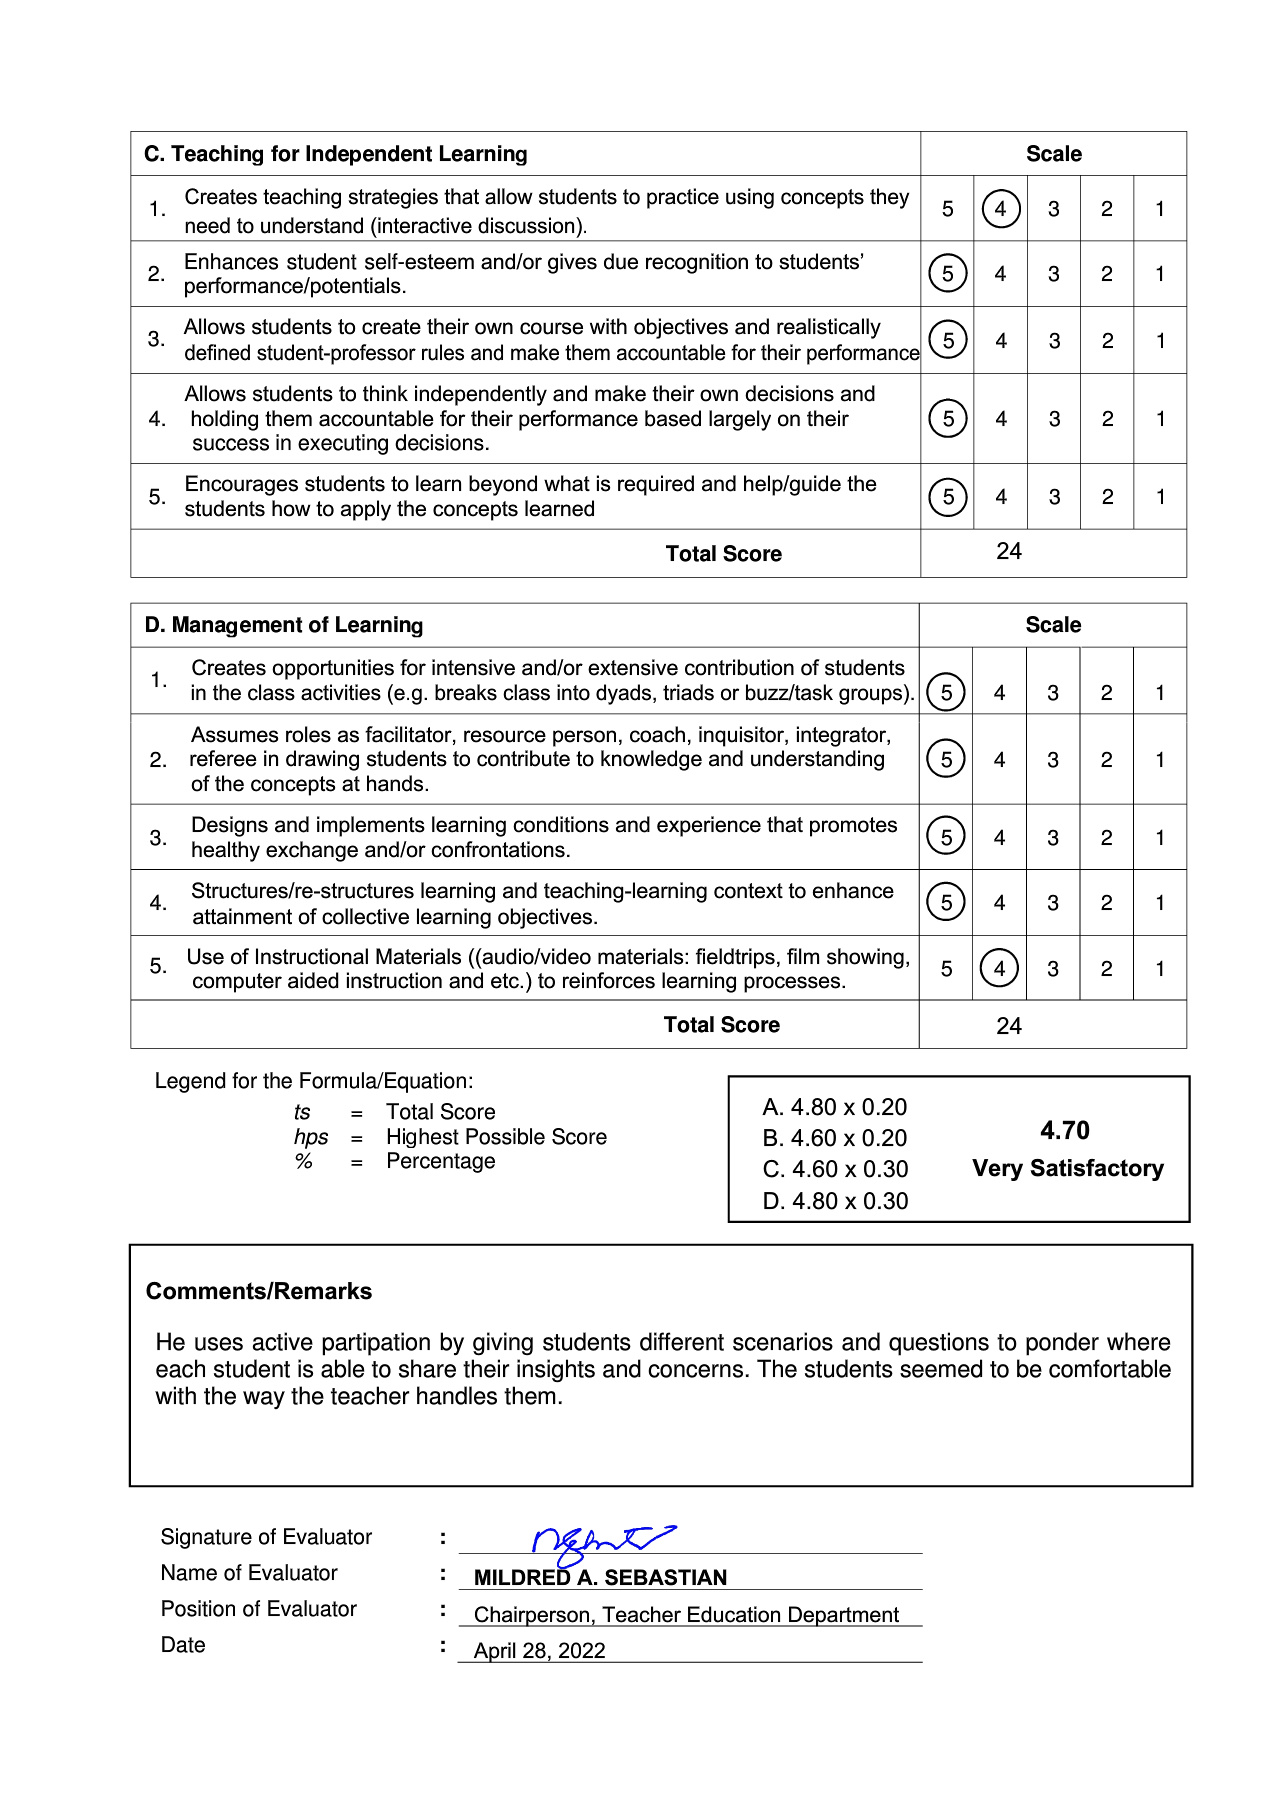 C. Teaching for Independent Learning Scale
1. Creates teaching strategies that allow students to practice using concepts they
need to understand (interactive discussion). 5 4 3 2 1
2. Enhances student self-esteem and/or gives due recognition to students’
performance/potentials. 5 4 3 2 1
3. Allows students to create their own course with objectives and realistically
defined student-professor rules and make them accountable for their performance 5 4 3 2 1
Allows students to think independently and make their own decisions and
4. holding them accountable for their performance based largely on their 5 4 3 2 1
success in executing decisions.
5. Encourages students to learn beyond what is required and help/guide the
students how to apply the concepts learned 5 4 3 2 1
Total Score 24
D. Management of Learning Scale
1. Creates opportunities for intensive and/or extensive contribution of students
in the class activities (e.g. breaks class into dyads, triads or buzz/task groups). 5 4 3 2 1
Assumes roles as facilitator, resource person, coach, inquisitor, integrator,
2. referee in drawing students to contribute to knowledge and understanding 5 4 3 2 1
of the concepts at hands.
3. Designs and implements learning conditions and experience that promotes
healthy exchange and/or confrontations. 5 4 3 2 1
4. Structures/re-structures learning and teaching-learning context to enhance
attainment of collective learning objectives. 5 4 3 2 1
5. Use of Instructional Materials ((audio/video materials: fieldtrips, film showing,
computer aided instruction and etc.) to reinforces learning processes. 5 4 3 2 1
Total Score 24
Legend for the Formula/Equation:
ts = Total Score
hps = Highest Possible Score
% = Percentage
A. 4.80 x 0.20
B. 4.60 x 0.20
C. 4.60 x 0.30
D. 4.80 x 0.30
4.70
Very Satisfactory
Comments/Remarks
He uses active partipation by giving students different scenarios and questions to ponder where
each student is able to share their insights and concerns. The students seemed to be comfortable
with the way the teacher handles them.
Signature of Evaluator :
Name of Evaluator : MILDRED A. SEBASTIAN
Position of Evaluator : Chairperson, Teacher Education Department
Date : April 28, 2022